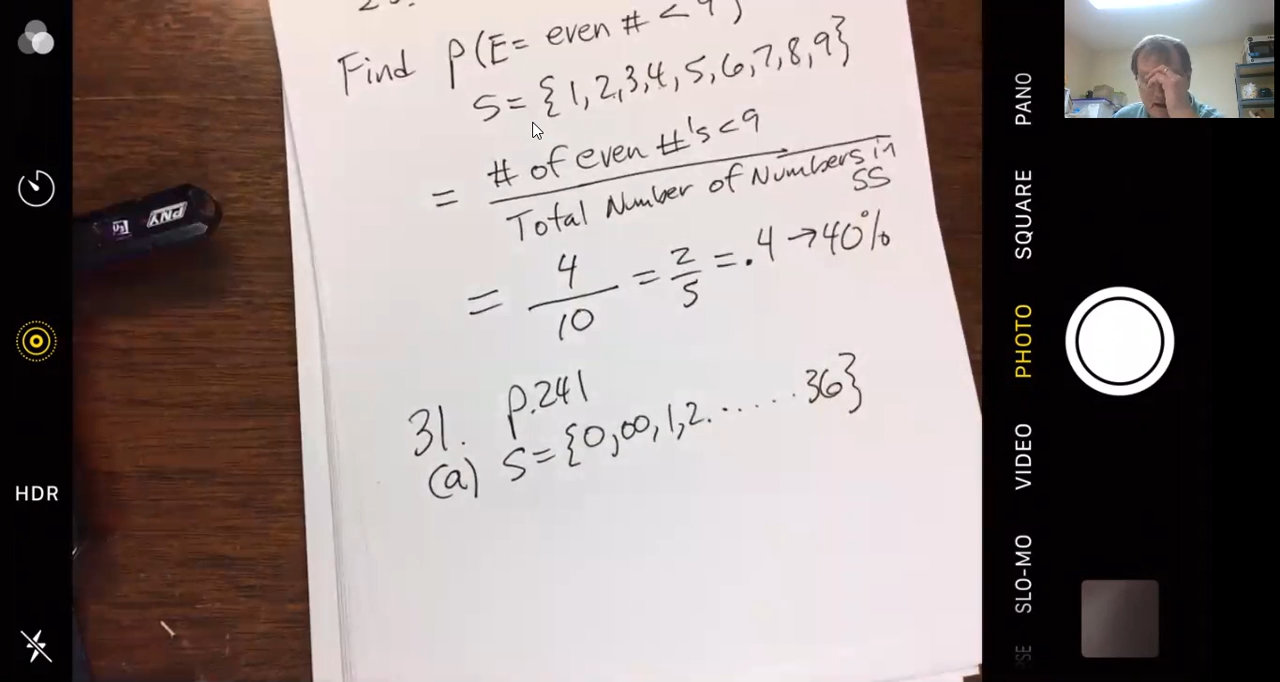 Find P(E= even # < 9)
S= {1,2,3,4,5,6,7,8,9}
= # of even #'s<9
Total Number of Numbers in
SS
= 4
10
= 2
5
= .4 →40%
31. p.241
(a) S={0,00,1,2......36}
PNY
HDR
PANO
SQUARE
PHOTO
VIDEO
SLO-MO